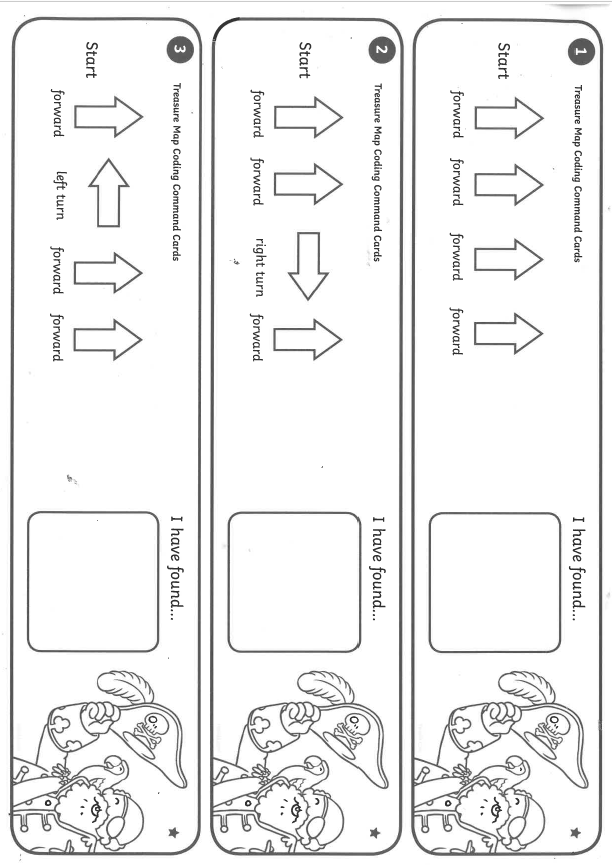 1
Treasure Map Coding Command Cards
Start
forward forward forward forward
I have found...
2
Treasure Map Coding Command Cards
Start
forward forward right turn forward
I have found...
3
Treasure Map Coding Command Cards
Start
forward left turn forward forward
I have found...